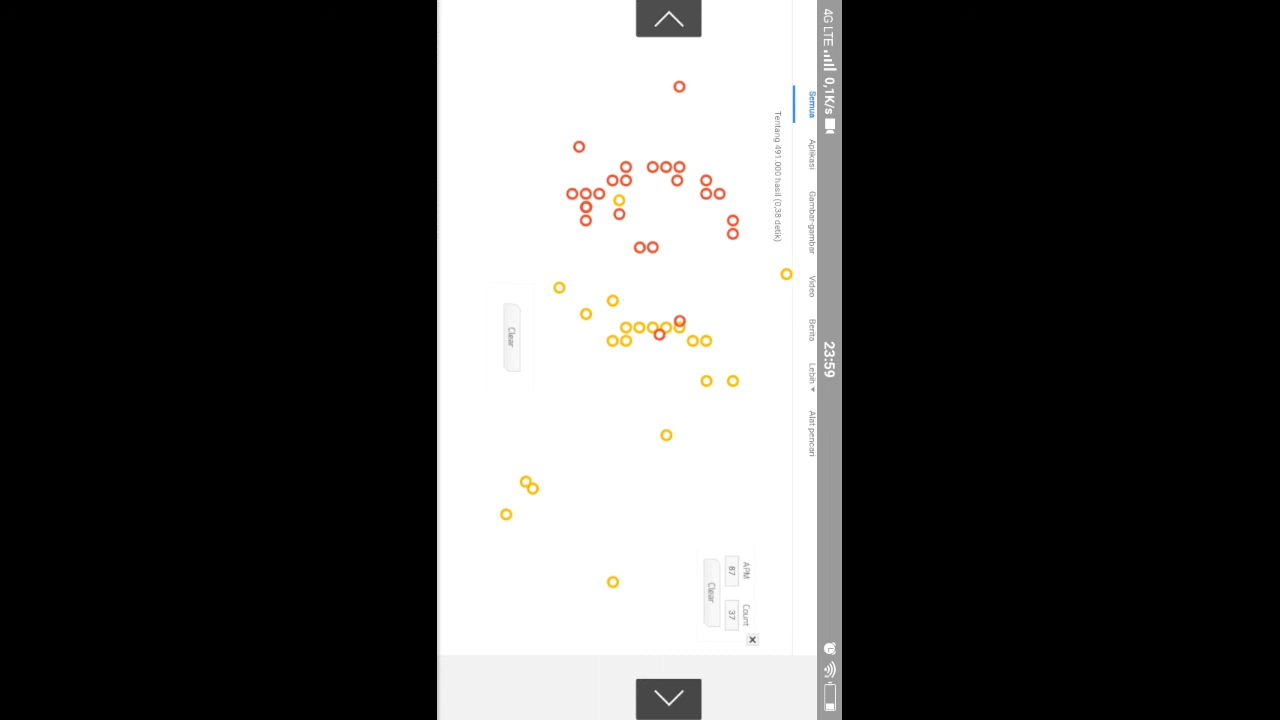 4G LTE 0,1K/s 23:59
Semua Aplikasi Gambar-gambar Video Berita Lebih Alat pencari
Tentang 491.000 hasil (0,38 detik)
APM Count
87 37
Clear
Clear